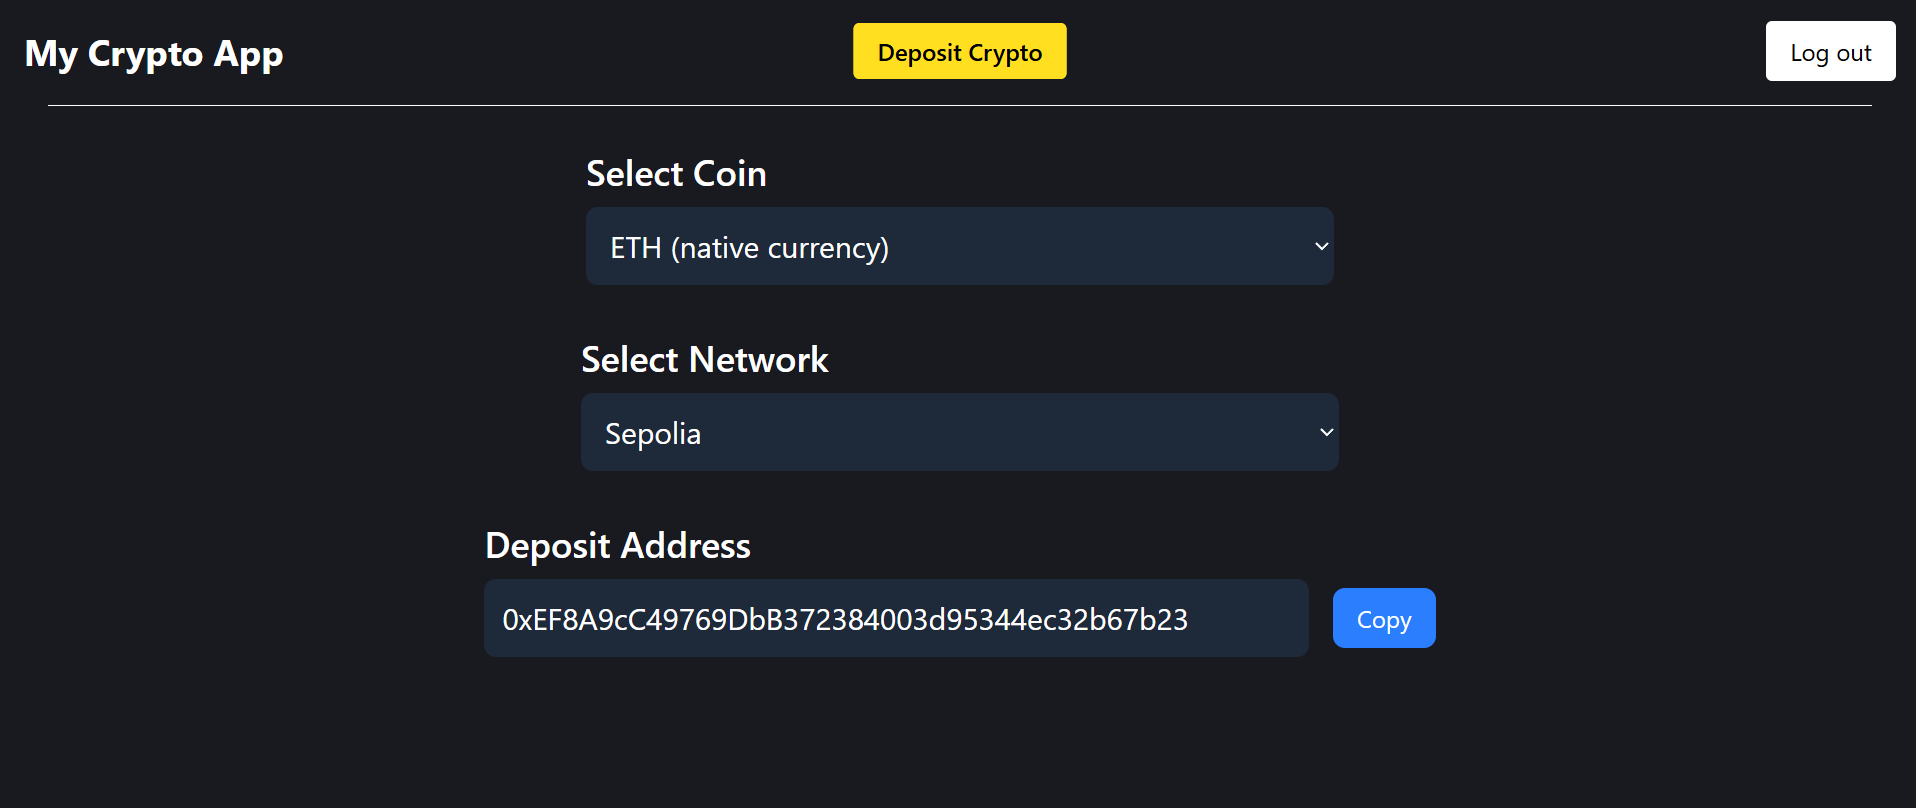 My Crypto App
Deposit Crypto
Log out
Select Coin
ETH (native currency)
Select Network
Sepolia
Deposit Address
0xEF8A9cC49769DbB372384003d95344ec32b67b23
Copy